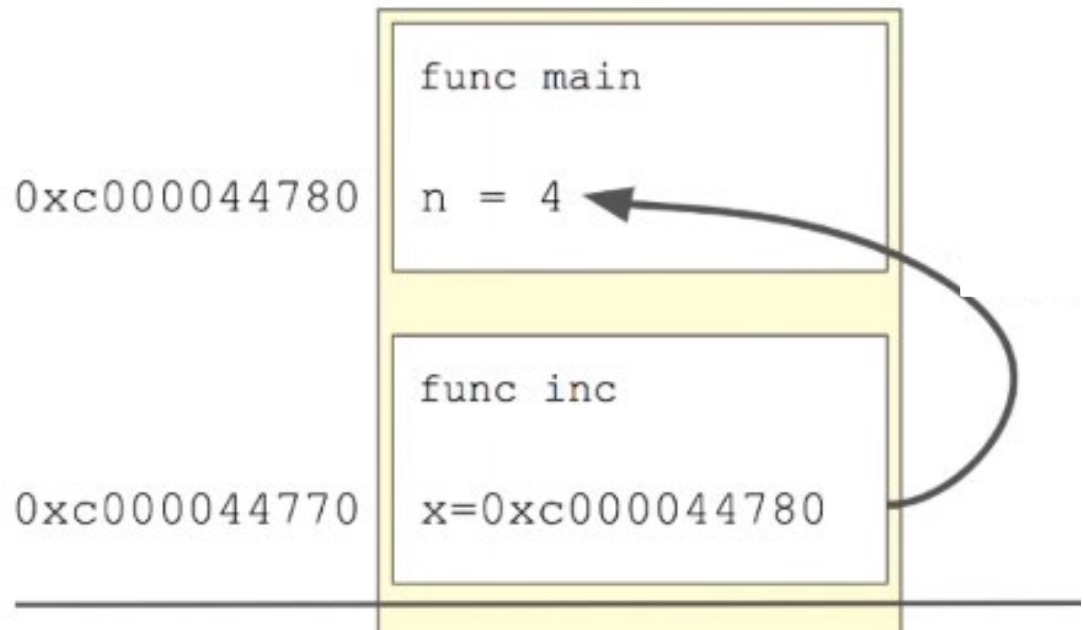 func main
0xc000044780
n = 4
func inc
0xc000044770
x=0xc000044780